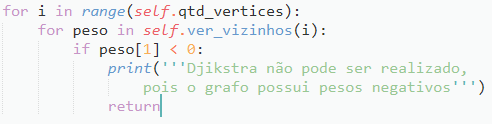 for i in range(self.qtd_vertices):
    for peso in self.ver_vizinhos(i):
        if peso[1] < 0:
            print('''Djikstra não pode ser realizado,
                pois o grafo possui pesos negativos''')
            return